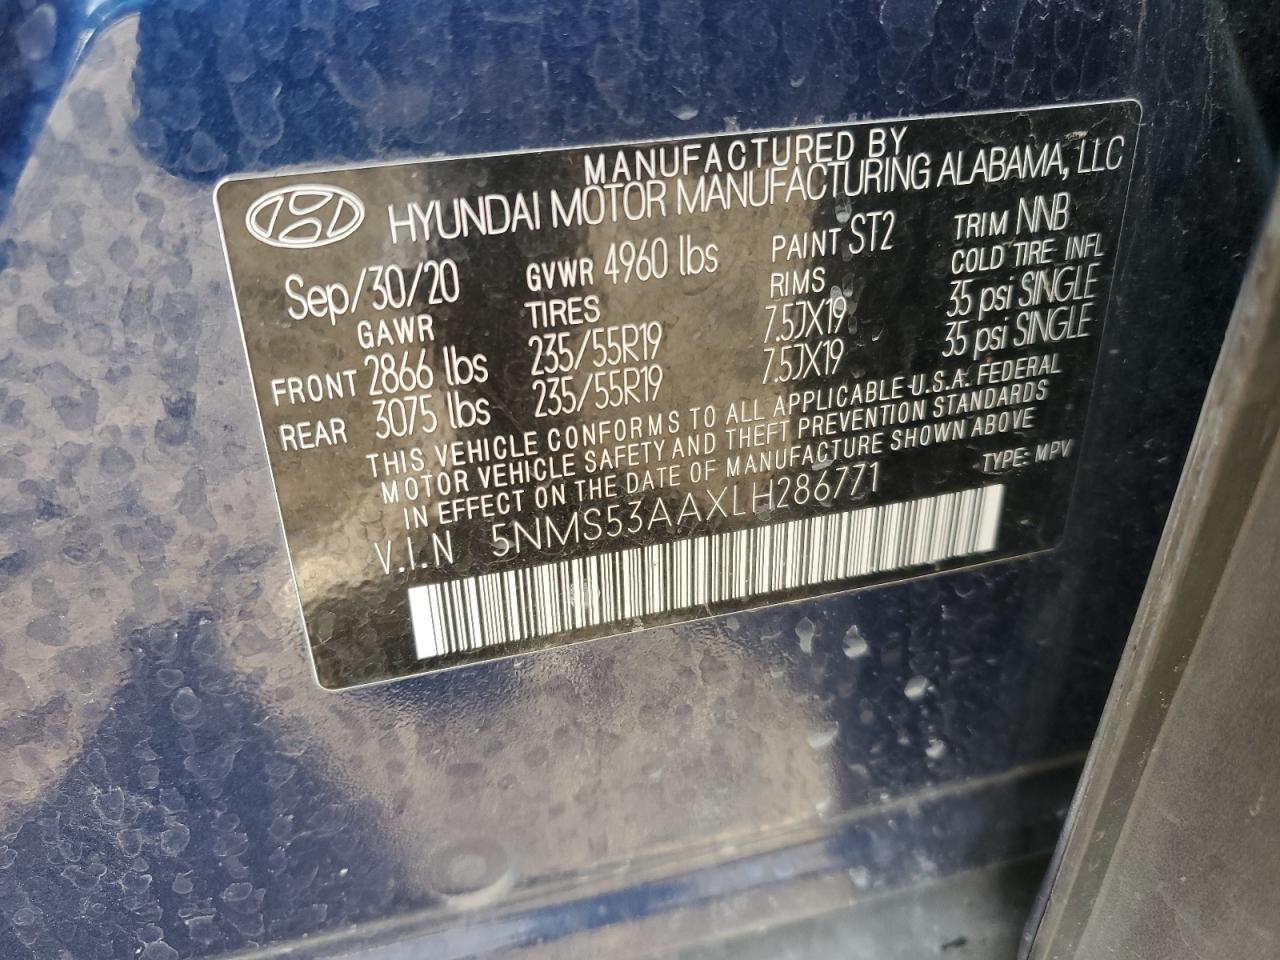 MANUFACTURED BY
HYUNDAI MOTOR MANUFACTURING ALABAMA, LLC
Sep/30/20 GVWR 4960 lbs PAINT ST2 TRIM NNB
GAWR TIRES RIMS COLD TIRE INFL
FRONT 2866 lbs 235/55R19 7.5JX19 35 psi SINGLE
REAR 3075 lbs 235/55R19 7.5JX19 35 psi SINGLE
THIS VEHICLE CONFORMS TO ALL APPLICABLE U.S.A. FEDERAL
MOTOR VEHICLE SAFETY AND THEFT PREVENTION STANDARDS
IN EFFECT ON THE DATE OF MANUFACTURE SHOWN ABOVE
V.I.N 5NMS53AAXLH286771 TYPE: MPV